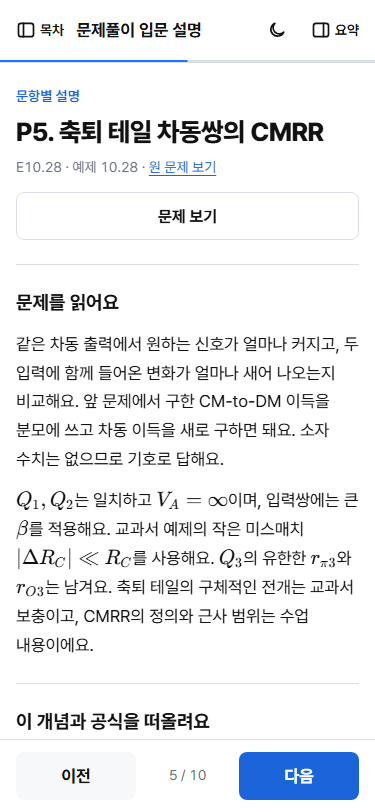 목차 문제풀이 입문 설명 요약
문항별 설명
P5. 축퇴 테일 차동쌍의 CMRR
E10.28 · 예제 10.28 · 원 문제 보기
문제 보기
문제를 읽어요
같은 차동 출력에서 원하는 신호가 얼마나 커지고, 두
입력에 함께 들어온 변화가 얼마나 새어 나오는지
비교해요. 앞 문제에서 구한 CM-to-DM 이득을
분모에 쓰고 차동 이득을 새로 구하면 돼요. 소자
수치는 없으므로 기호로 답해요.
Q₁, Q₂는 일치하고 V_A = ∞이며, 입력쌍에는 큰
β를 적용해요. 교과서 예제의 작은 미스매치
|ΔR_C| ≪ R_C를 사용해요. Q₃의 유한한 r_{π3}와
r_{O3}는 남겨요. 축퇴 테일의 구체적인 전개는 교과서
보충이고, CMRR의 정의와 근사 범위는 수업
내용이에요.
이 개념과 공식을 떠올려요
이전 5 / 10 다음